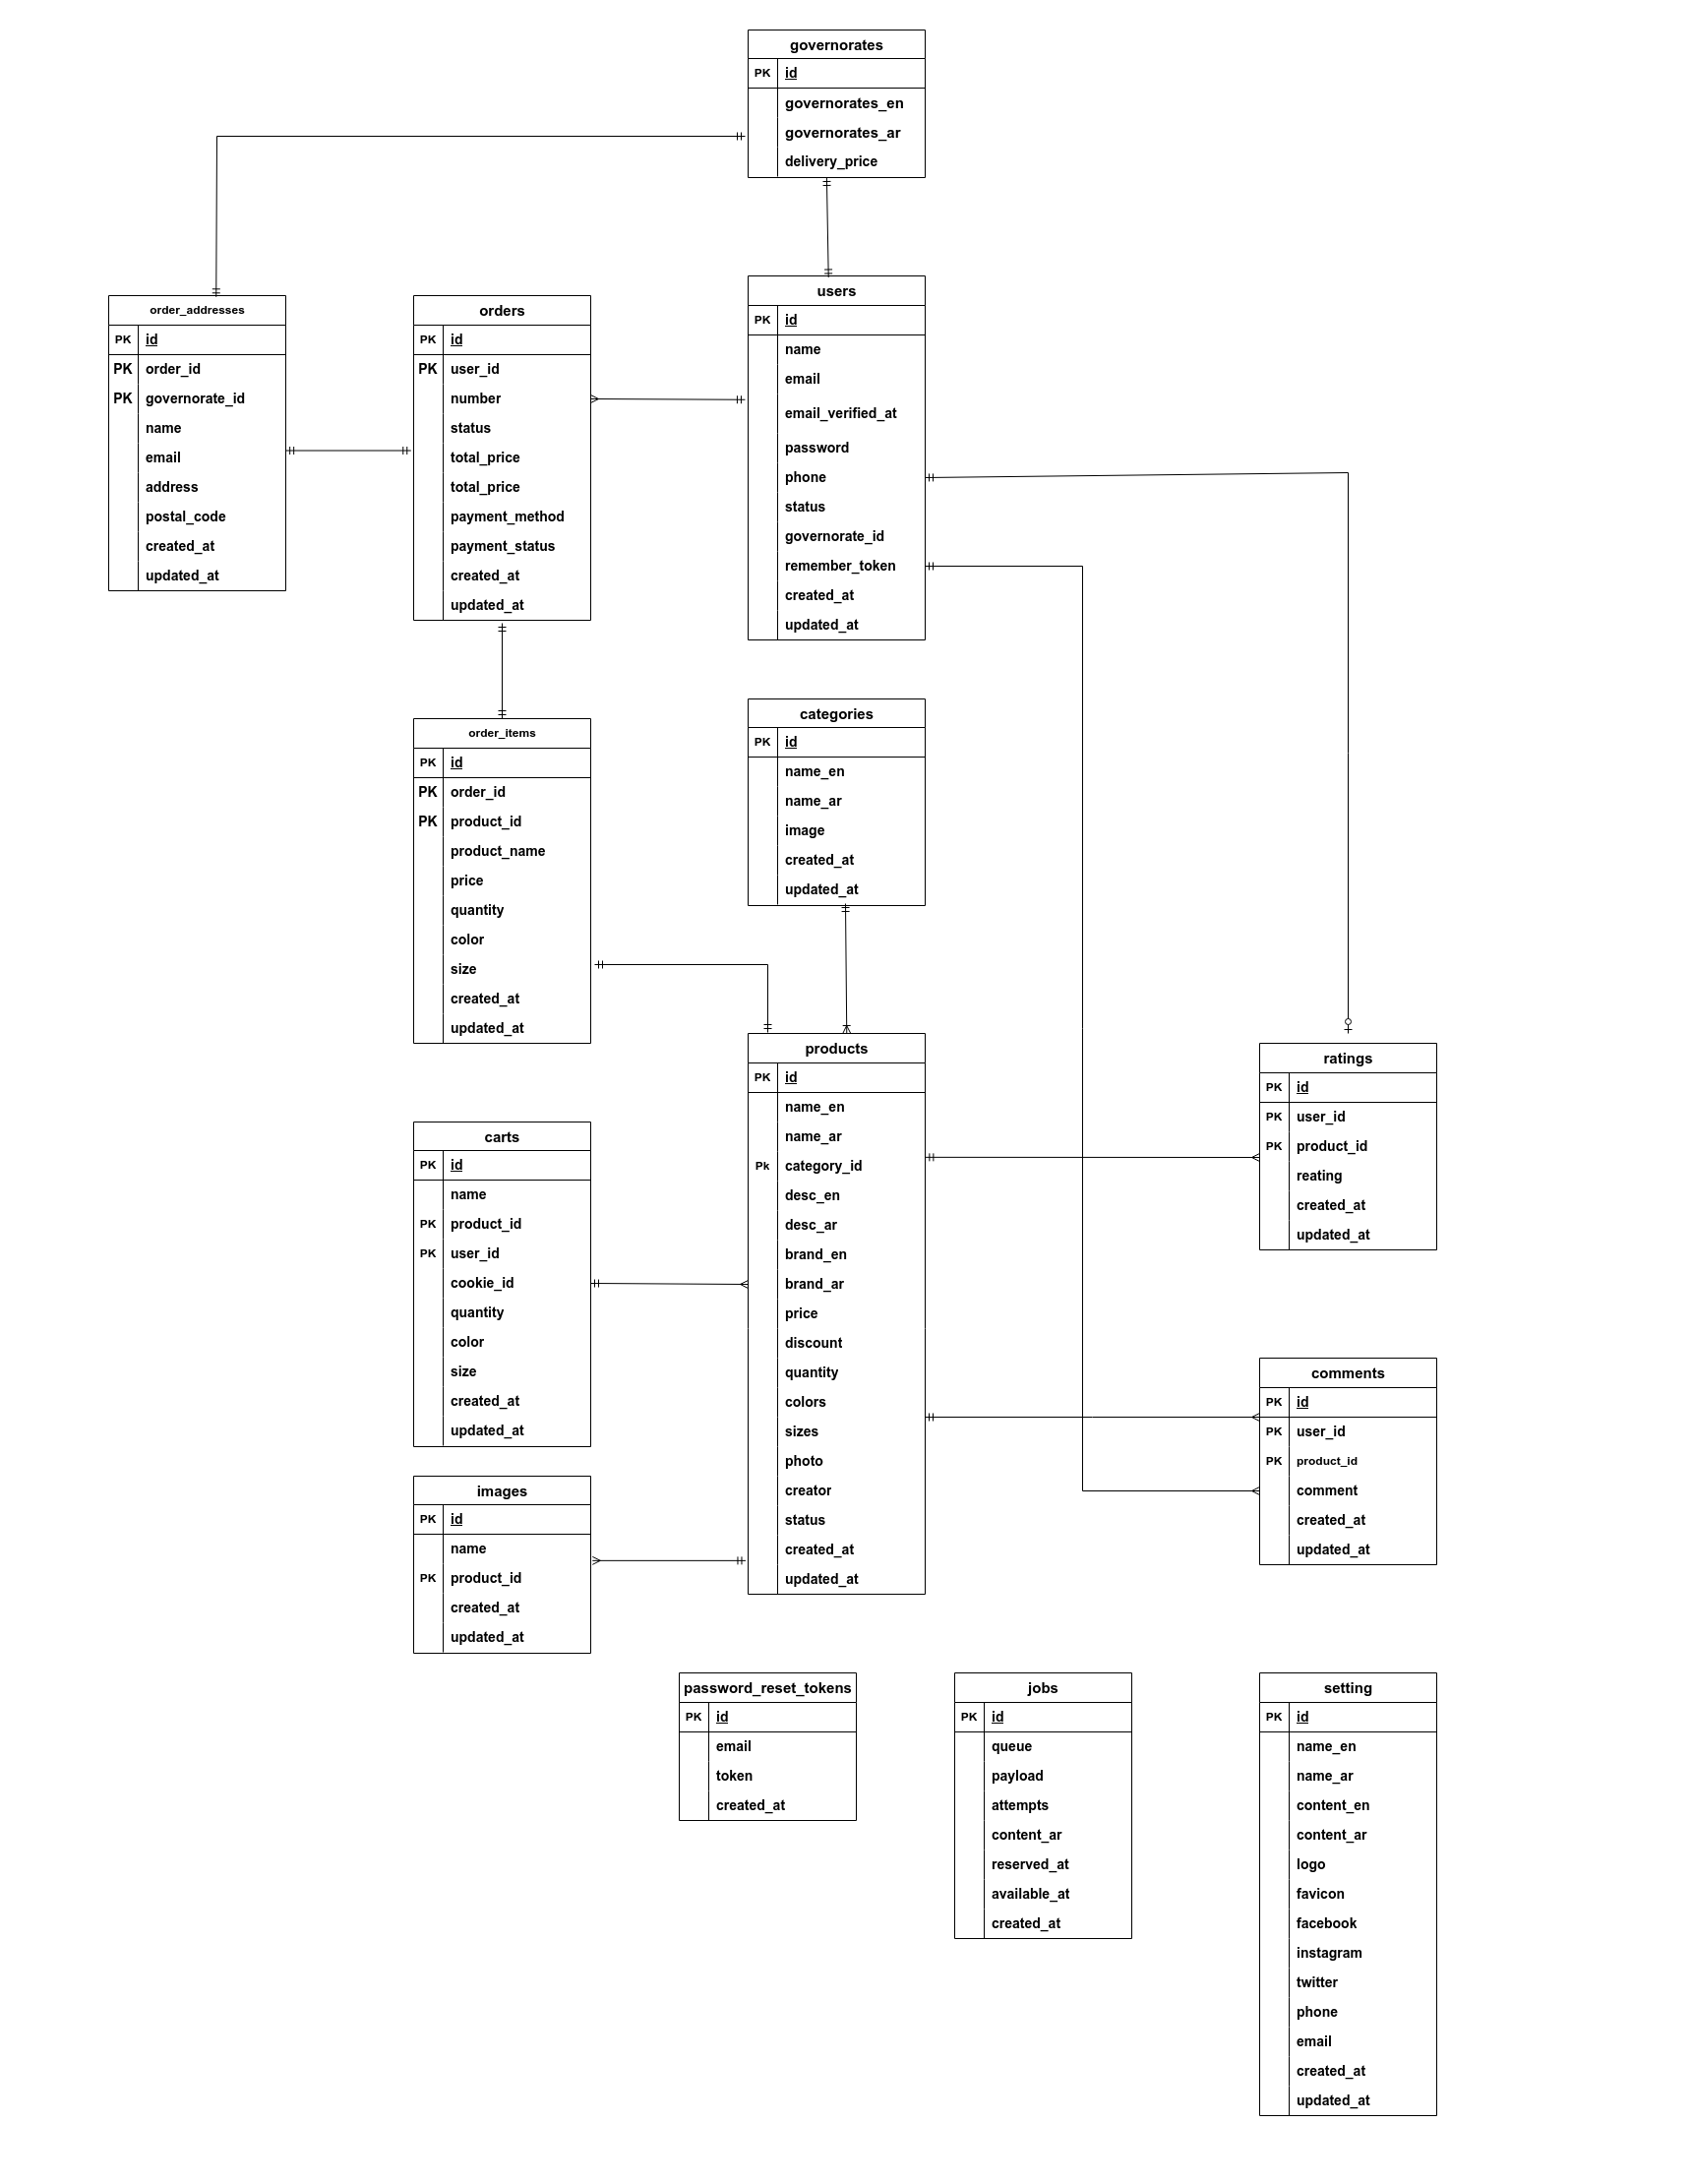 governorates
PK id
governorates_en
governorates_ar
delivery_price
order_addresses
PK id
PK order_id
PK governorate_id
name
email
address
postal_code
created_at
updated_at
orders
PK id
PK user_id
number
status
total_price
total_price
payment_method
payment_status
created_at
updated_at
users
PK id
name
email
email_verified_at
password
phone
status
governorate_id
remember_token
created_at
updated_at
order_items
PK id
PK order_id
PK product_id
product_name
price
quantity
color
size
created_at
updated_at
categories
PK id
name_en
name_ar
image
created_at
updated_at
products
PK id
name_en
name_ar
Pk category_id
desc_en
desc_ar
brand_en
brand_ar
price
discount
quantity
colors
sizes
photo
creator
status
created_at
updated_at
ratings
PK id
PK user_id
PK product_id
reating
created_at
updated_at
carts
PK id
name
PK product_id
PK user_id
cookie_id
quantity
color
size
created_at
updated_at
comments
PK id
PK user_id
PK product_id
comment
created_at
updated_at
images
PK id
name
PK product_id
created_at
updated_at
password_reset_tokens
PK id
email
token
created_at
jobs
PK id
queue
payload
attempts
content_ar
reserved_at
available_at
created_at
setting
PK id
name_en
name_ar
content_en
content_ar
logo
favicon
facebook
instagram
twitter
phone
email
created_at
updated_at